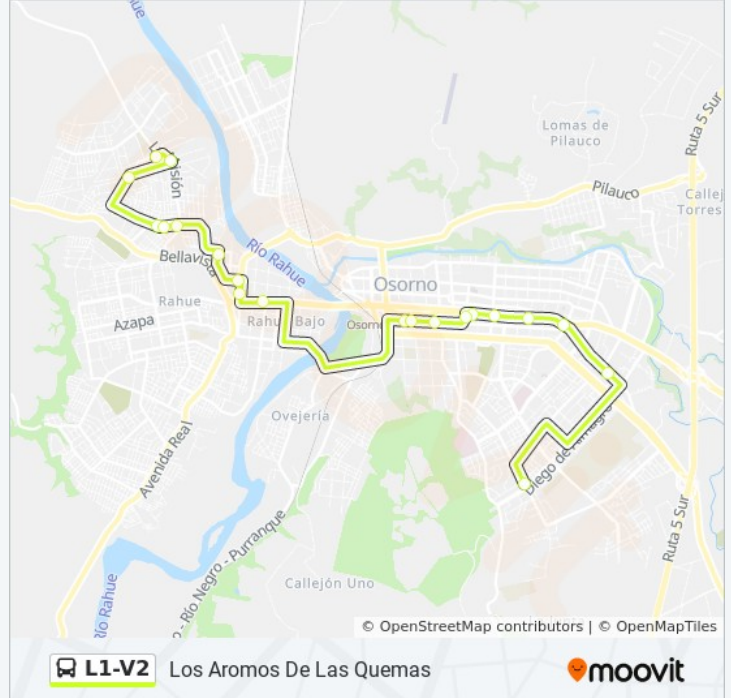 Rahue
Ruta 5 Sur
Lomas de
Pilauco
Pilauco
Callej
Torres
Río Rahue
Bellavista
Osorno
Rahue
Azapa
Rahue Bajo
Osorno
Ovejería
Avenida Real
Diego de Almagro
Ruta 5 Sur
Callejón Uno
o - Río Negro - Purranque
Río Rahue
© OpenStreetMap contributors | © OpenMapTiles
L1-V2 Los Aromos De Las Quemas
moovit